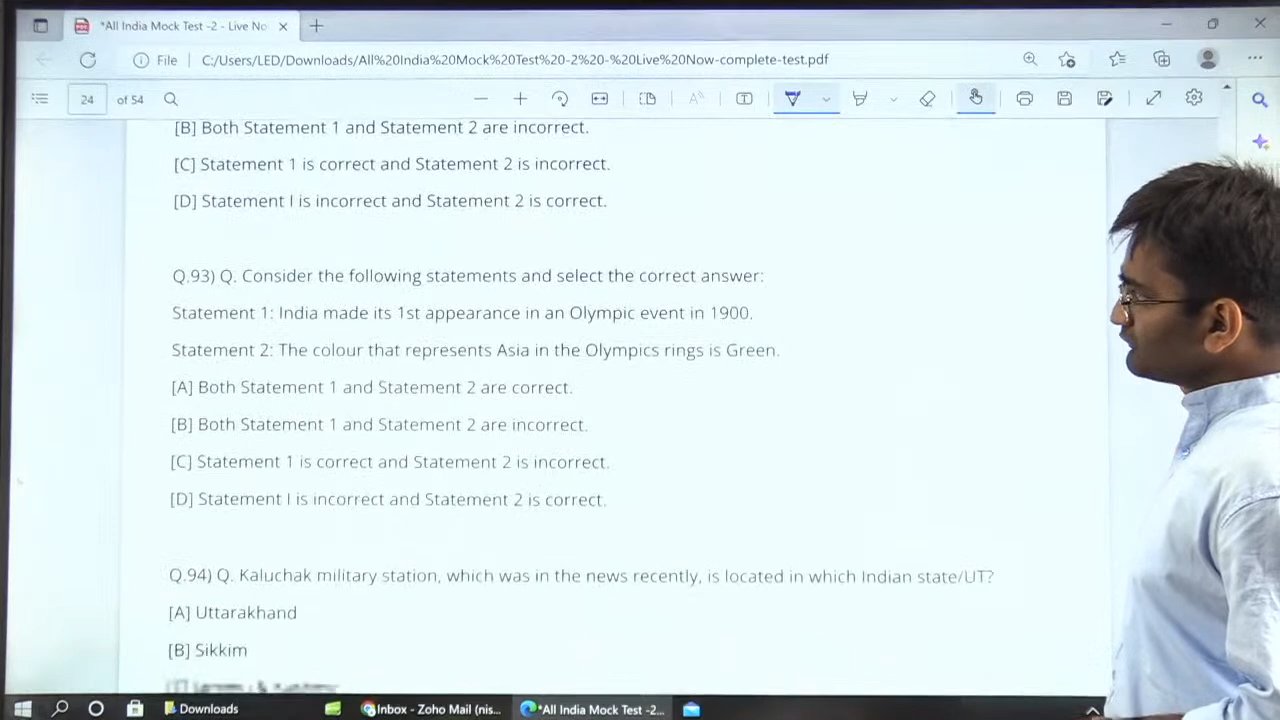 *All India Mock Test -2 - Live No
File C:/Users/LED/Downloads/All%20India%20Mock%20Test%20-2%20-%20Live%20Now-complete-test.pdf
24 of 54
[B] Both Statement 1 and Statement 2 are incorrect.
[C] Statement 1 is correct and Statement 2 is incorrect.
[D] Statement I is incorrect and Statement 2 is correct.
Q.93) Q. Consider the following statements and select the correct answer:
Statement 1: India made its 1st appearance in an Olympic event in 1900.
Statement 2: The colour that represents Asia in the Olympics rings is Green.
[A] Both Statement 1 and Statement 2 are correct.
[B] Both Statement 1 and Statement 2 are incorrect.
[C] Statement 1 is correct and Statement 2 is incorrect.
[D] Statement I is incorrect and Statement 2 is correct.
Q.94) Q. Kaluchak military station, which was in the news recently, is located in which Indian state/UT?
[A] Uttarakhand
[B] Sikkim
Downloads Inbox - Zoho Mail (nis... *All India Mock Test -2...